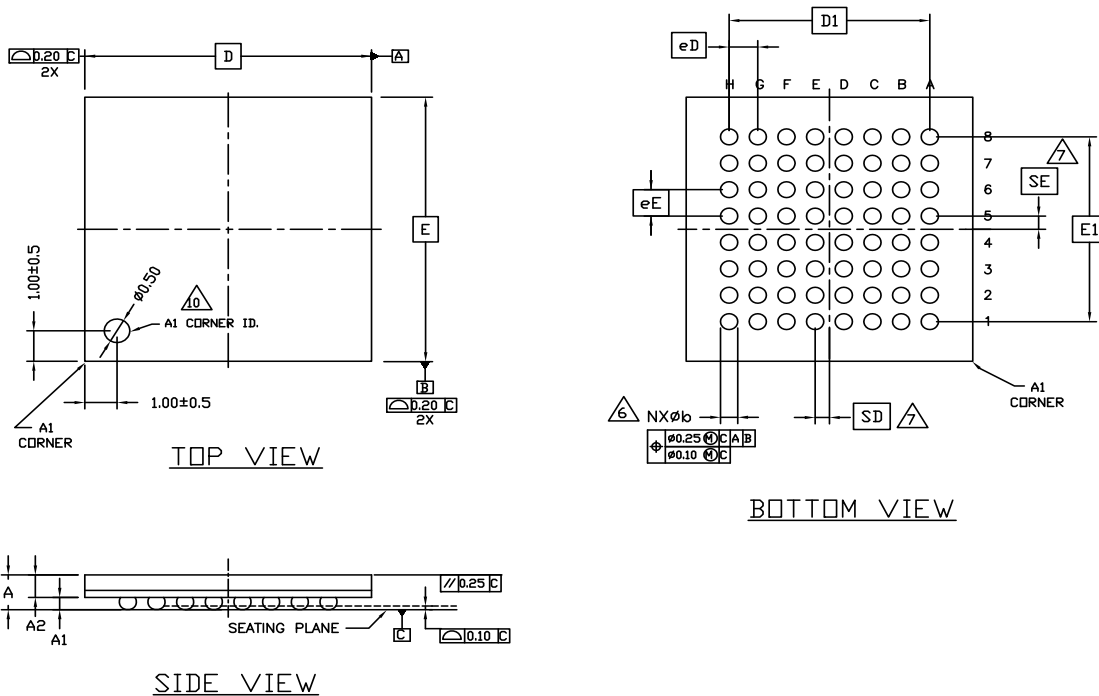 0.20 C
2X
D
A
E
1.00±0.5
ø0.50
10
A1 CORNER ID.
1.00±0.5
A1
CORNER
B
0.20 C
2X
TOP VIEW
D1
eD
H G F E D C B A
8
7
6
5
4
3
2
1
7
SE
eE
E1
A1
CORNER
6 NXøb
ø0.25 M C A B
ø0.10 M C
SD 7
BOTTOM VIEW
A
A2
A1
// 0.25 C
SEATING PLANE
C
0.10 C
SIDE VIEW